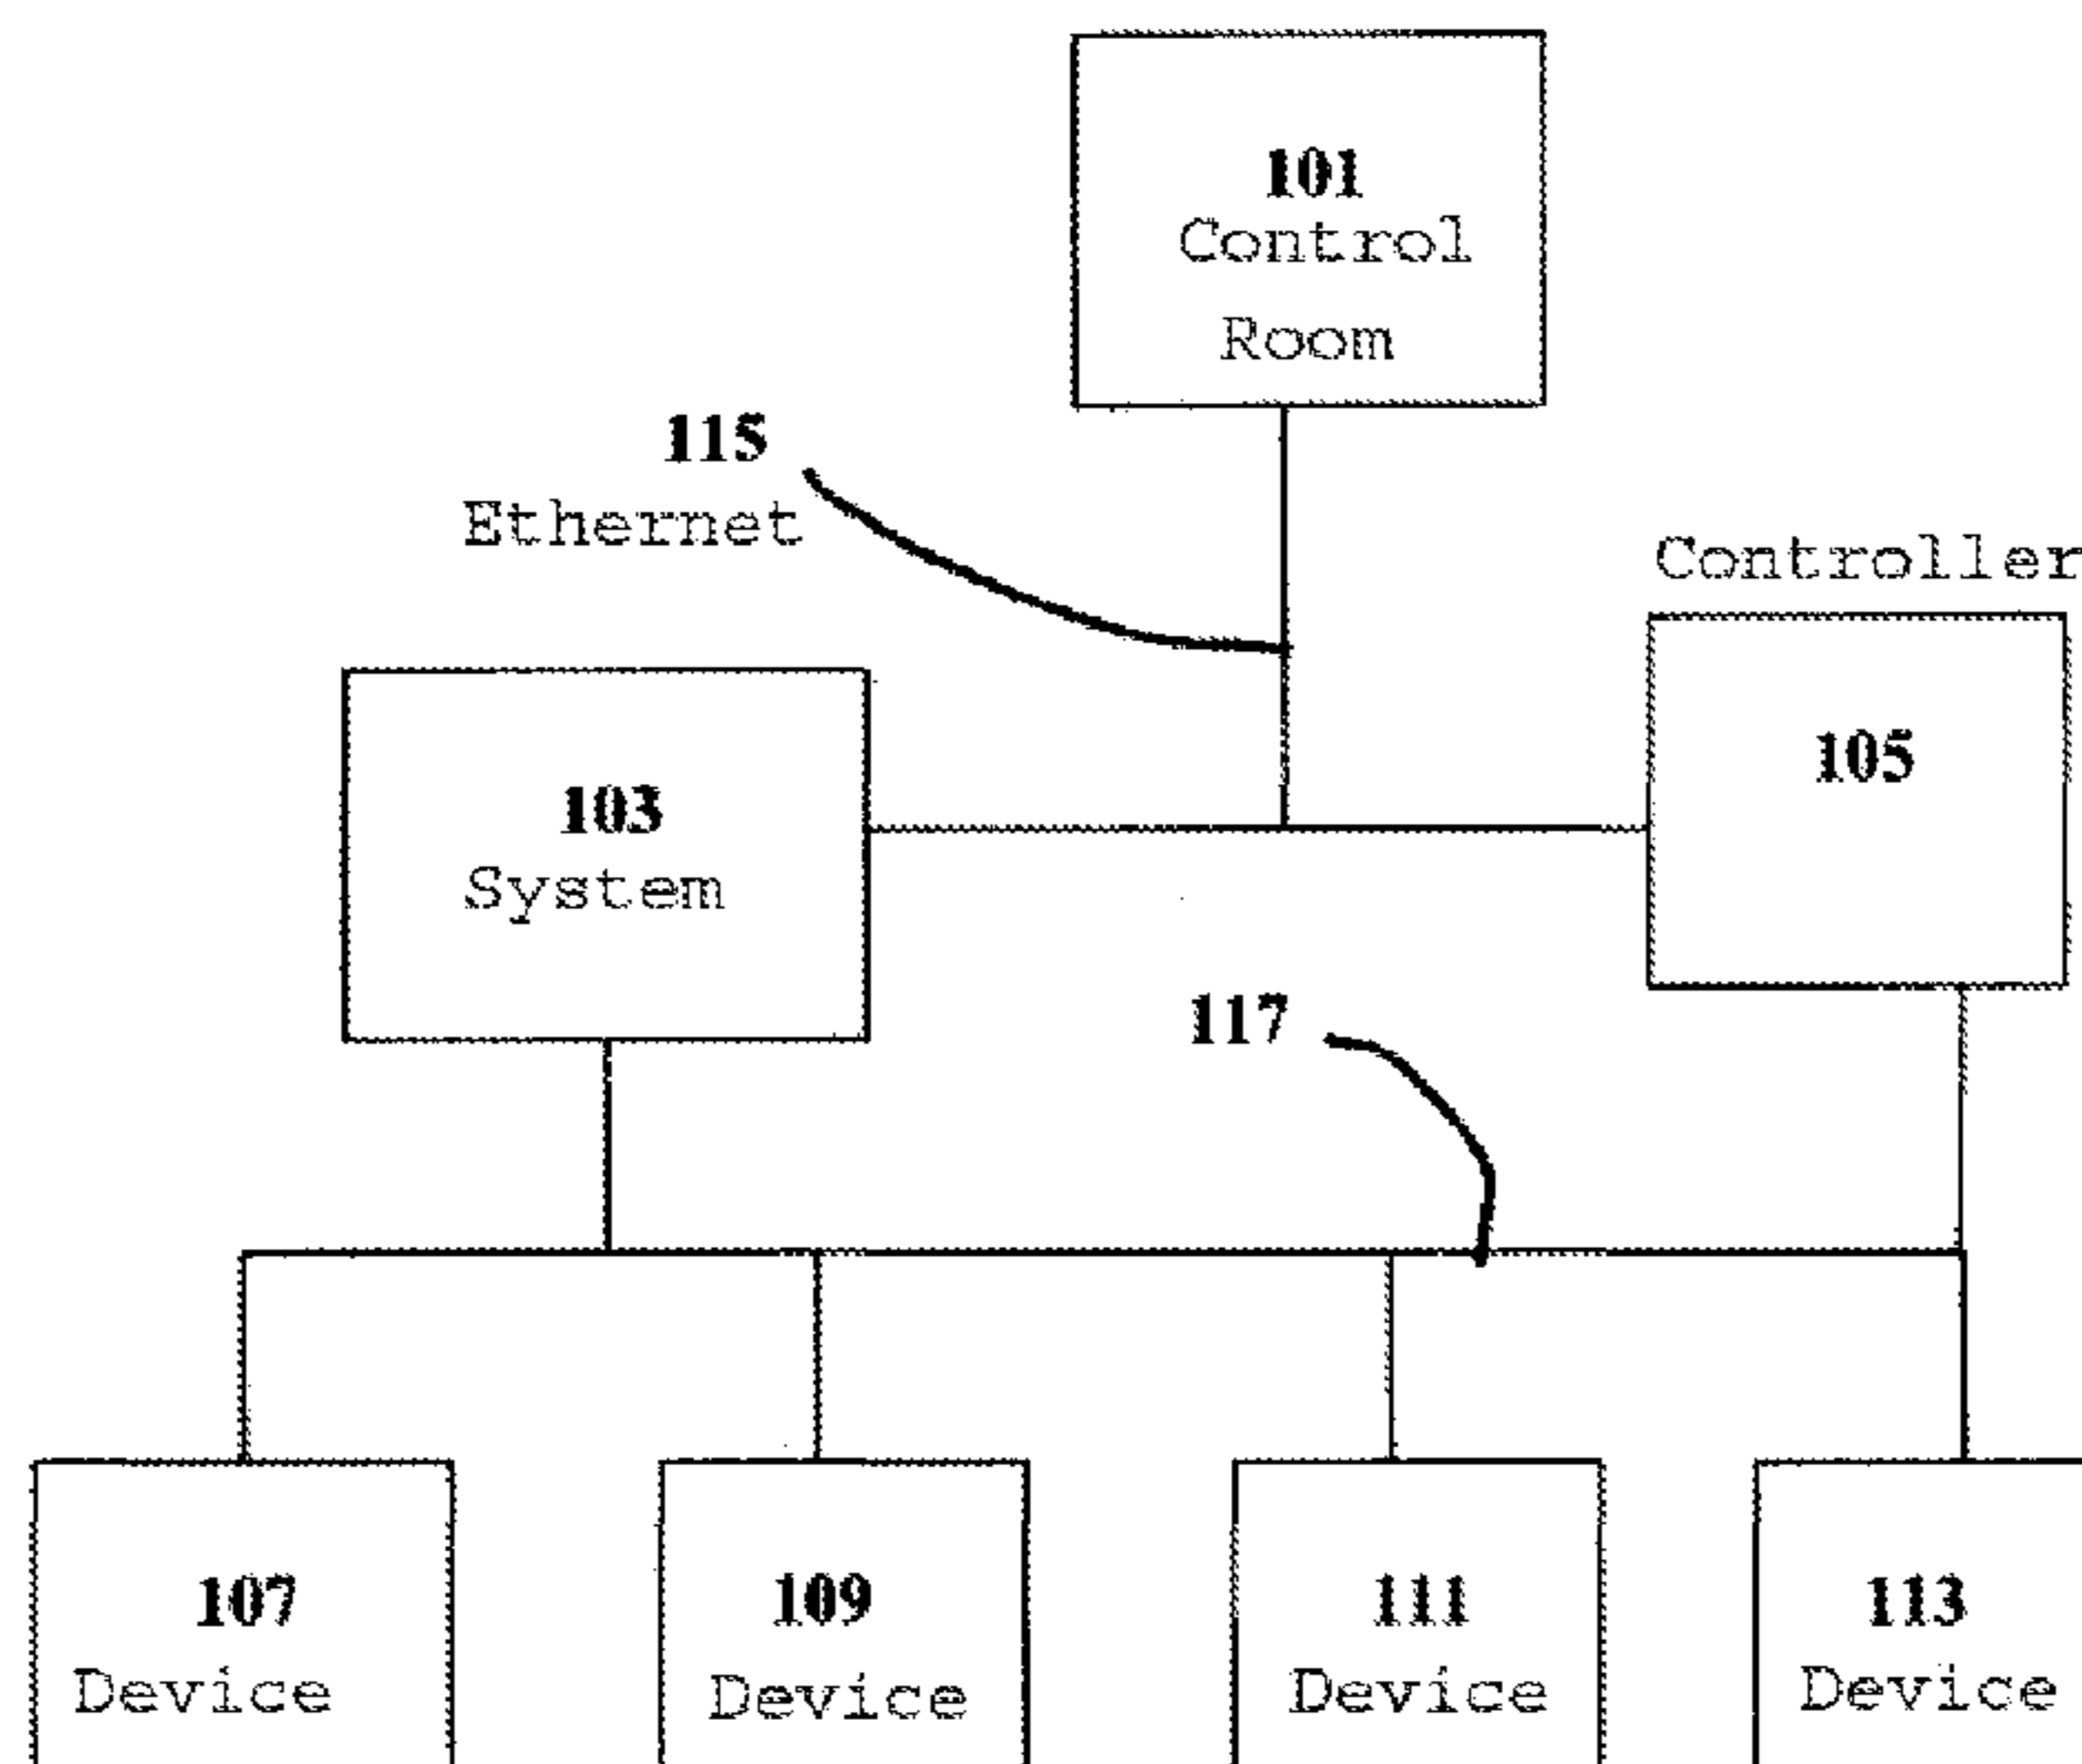 101
Control
Room
115
Ethernet
Controller
105
103
System
117
107
Device
109
Device
111
Device
113
Device